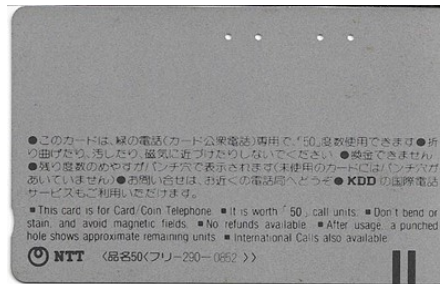 ●このカードは、緑の電話(カード公衆電話)専用で、「50」度数使用できます●折
り曲げたり、汚したり、磁気に近づけたりしないでください ●換金できません
●残り度数のめやすがパンチ穴で表示されます(未使用のカードにはパンチ穴が
あいていません)●お問い合せは、お近くの電話局へどうぞ● KDD の国際電話
サービスもご利用いただけます。
■ This card is for Card/Coin Telephone. ■ It is worth「50」call units. ■ Don't bend or
stain, and avoid magnetic fields. ■ No refunds available ■ After usage, a punched
hole shows approximate remaining units. ■ International Calls also available.
NTT 〈品名50〈フリー290-0852 〉〉